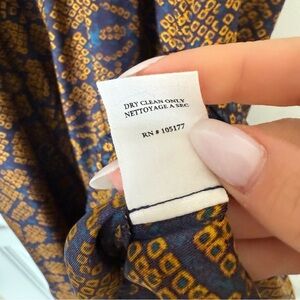 DRY CLEAN ONLY
NETTOYAGE A SEC
RN # 105177